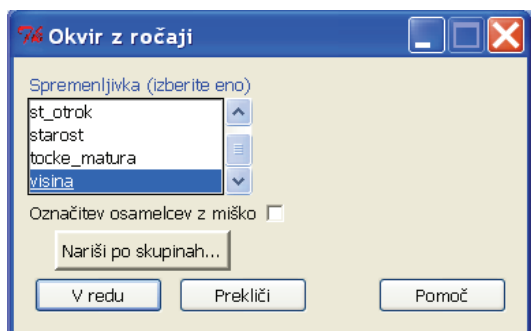 Okvir z ročaji
Spremenljivka (izberite eno)
st_otrok
starost
tocke_matura
visina
Označitev osamelcev z miško
Nariši po skupinah...
V redu
Prekliči
Pomoč